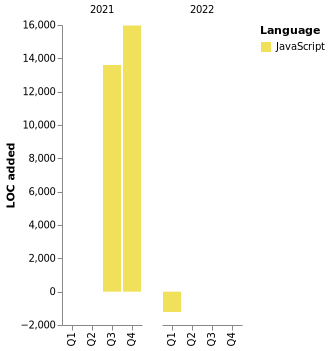 2021
2022
Language
JavaScript
LOC added
16,000
14,000
12,000
10,000
8,000
6,000
4,000
2,000
0
−2,000
Q1
Q2
Q3
Q4
Q1
Q2
Q3
Q4